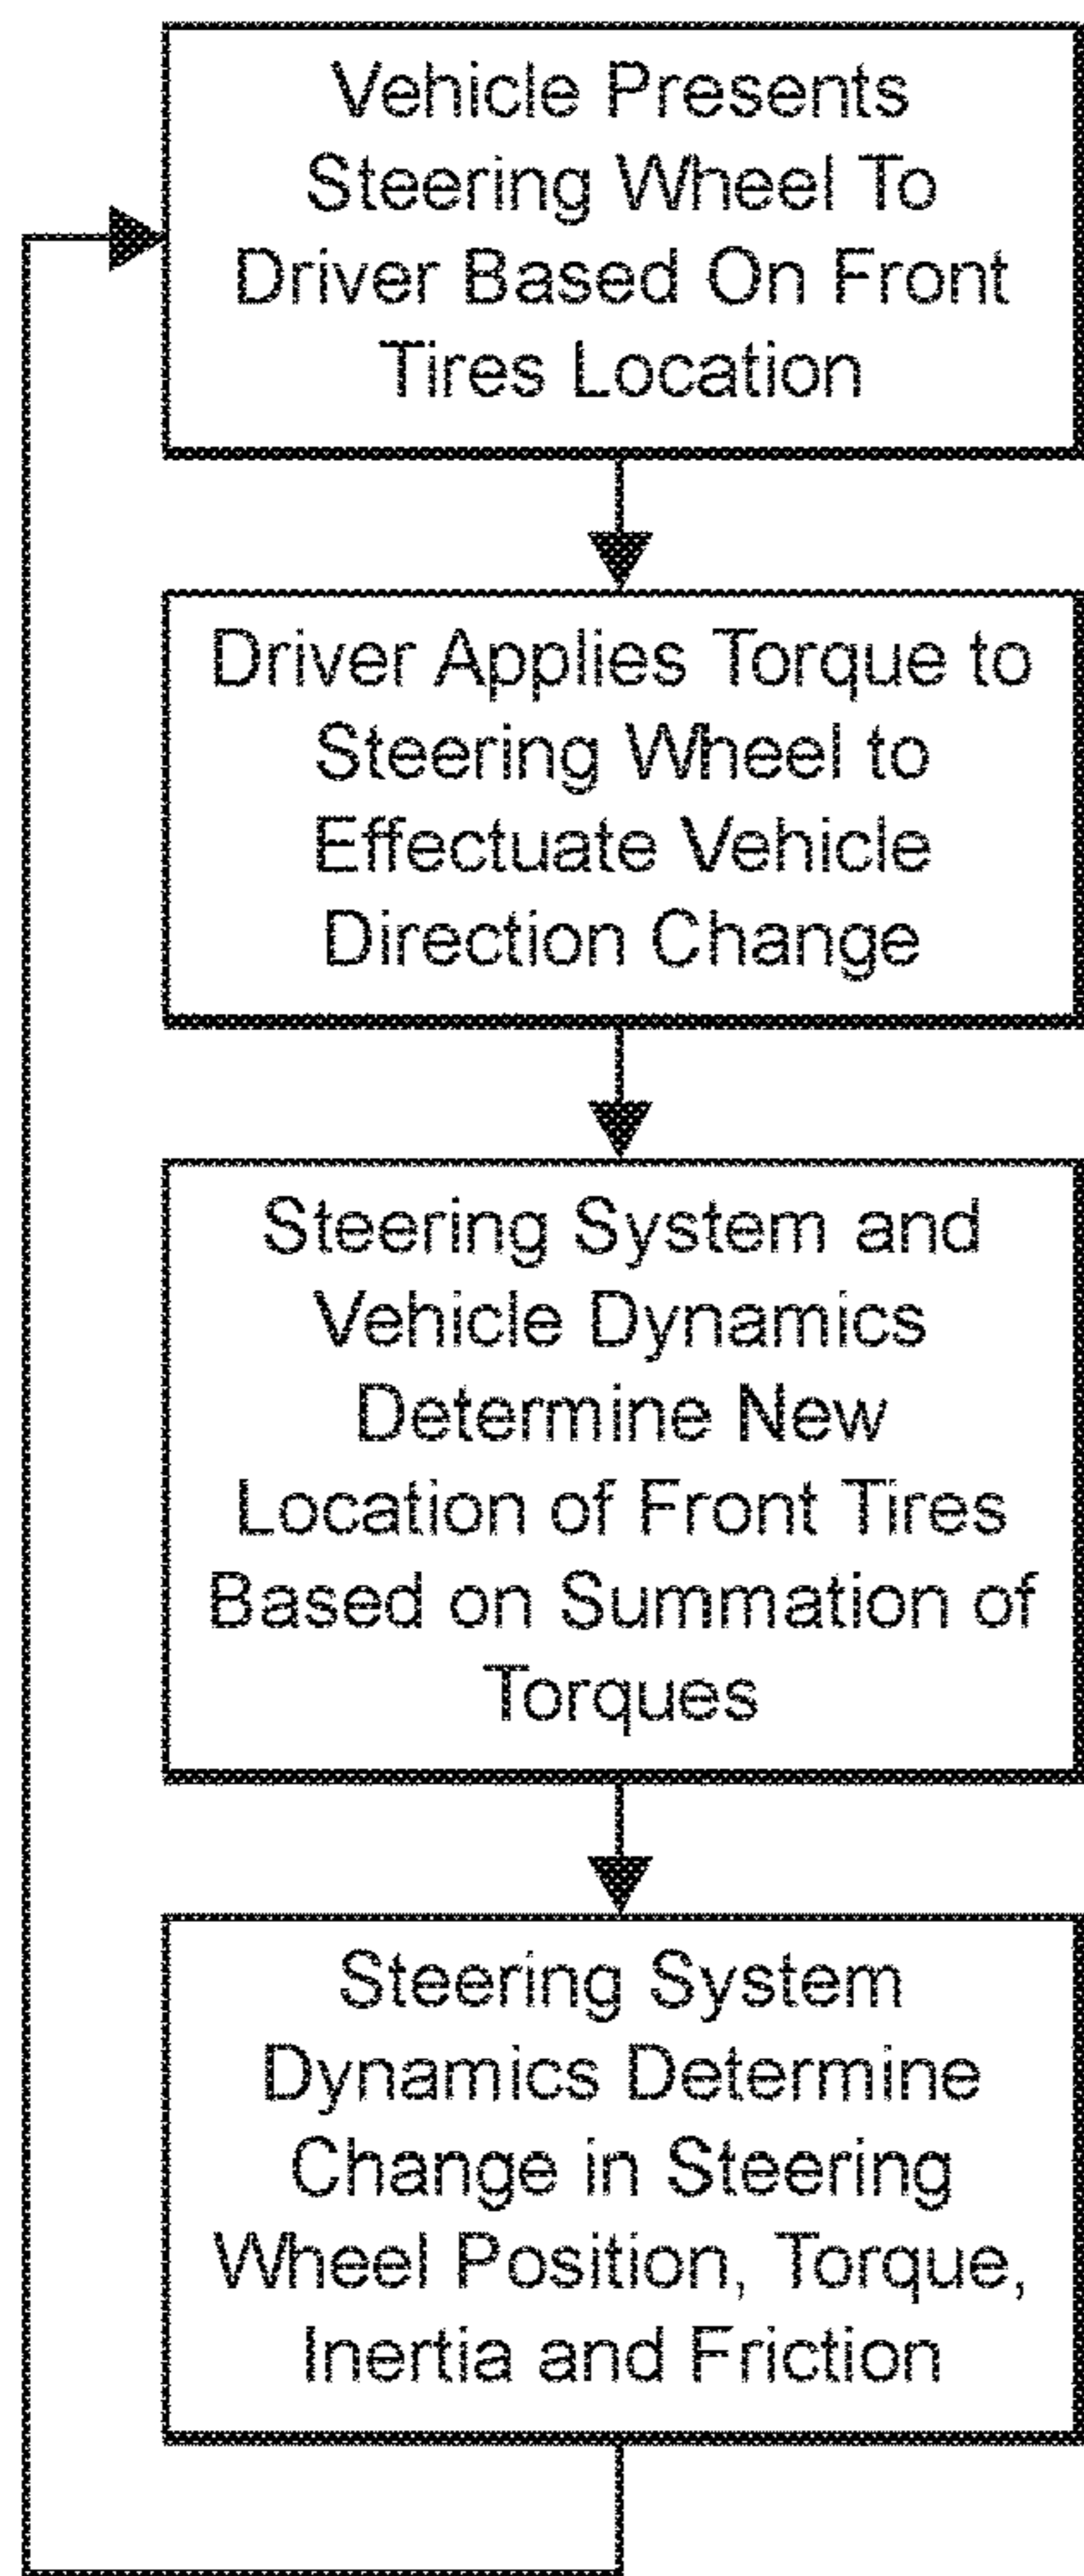 Vehicle Presents
Steering Wheel To
Driver Based On Front
Tires Location
Driver Applies Torque to
Steering Wheel to
Effectuate Vehicle
Direction Change
Steering System and
Vehicle Dynamics
Determine New
Location of Front Tires
Based on Summation of
Torques
Steering System
Dynamics Determine
Change in Steering
Wheel Position, Torque,
Inertia and Friction